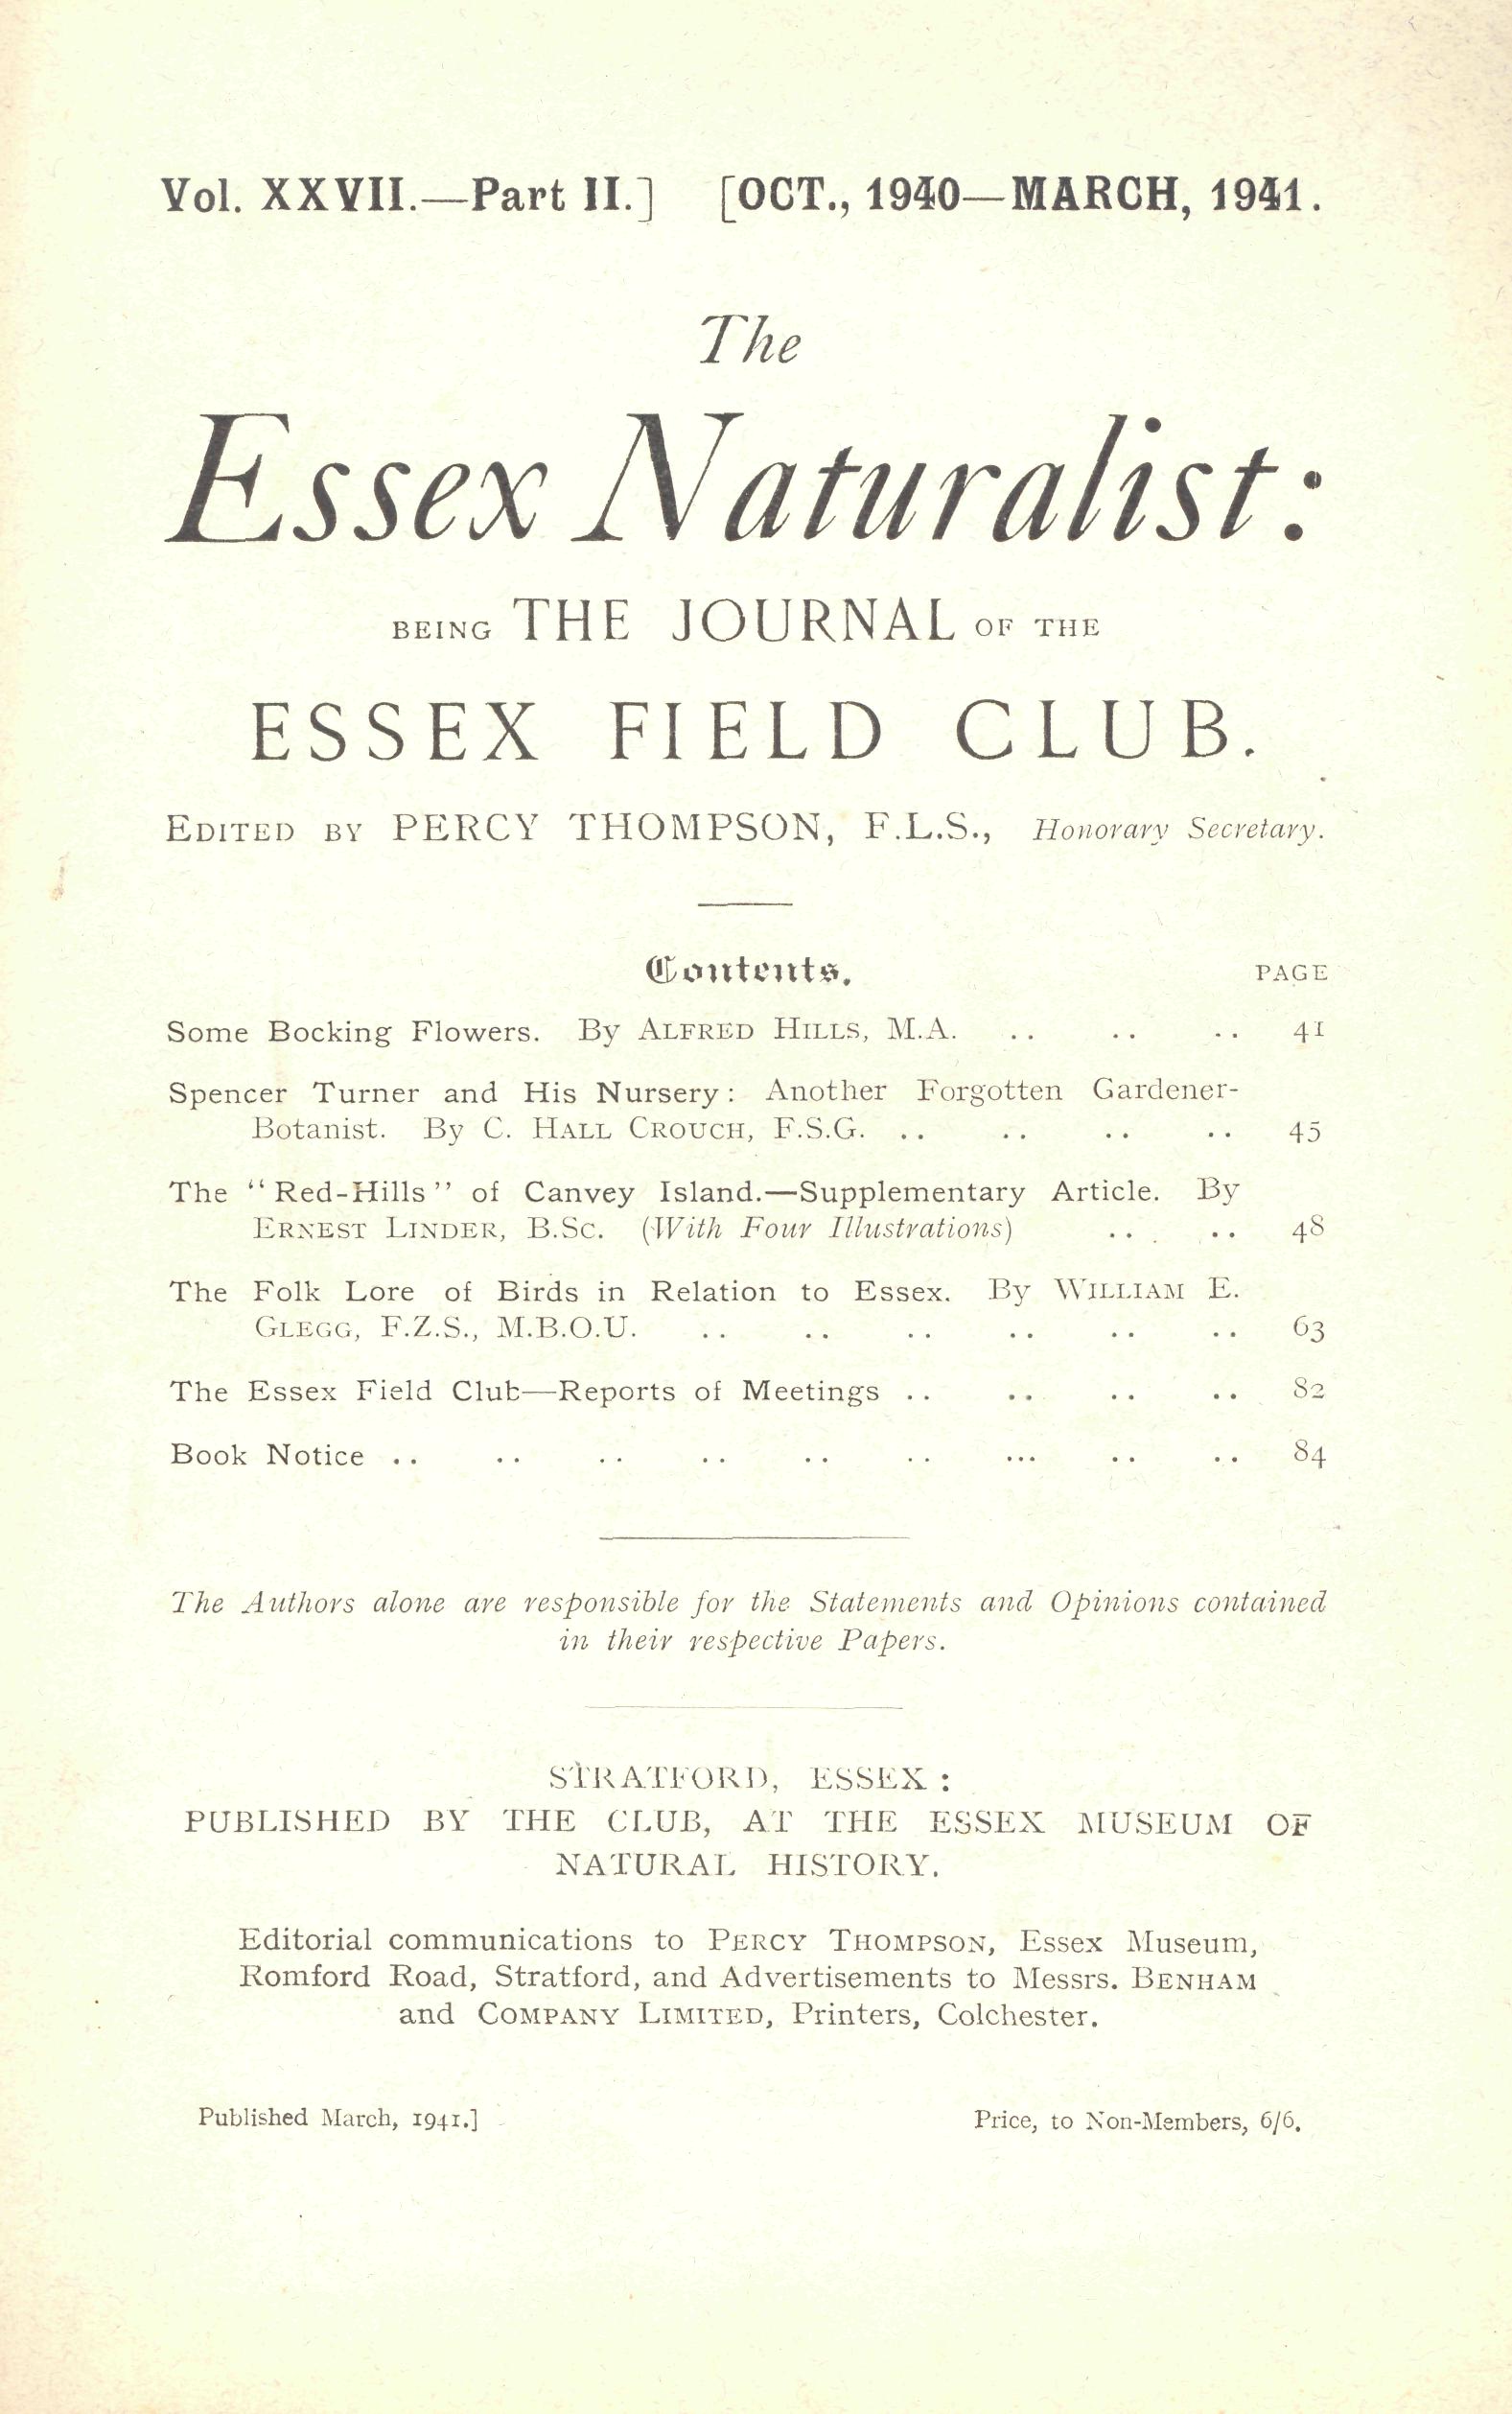 Vol. XXVII.—Part II.] [OCT., 1940—MARCH, 1941.
The
Essex Naturalist:
BEING THE JOURNAL OF THE
ESSEX FIELD CLUB.
EDITED BY PERCY THOMPSON, F.L.S., Honorary Secretary.
Contents. PAGE
Some Bocking Flowers. By ALFRED HILLS, M.A. .. .. .. 41
Spencer Turner and His Nursery: Another Forgotten Gardener-
Botanist. By C. HALL CROUCH, F.S.G. .. .. .. .. 45
The "Red-Hills" of Canvey Island.—Supplementary Article. By
ERNEST LINDER, B.Sc. (With Four Illustrations) .. .. 48
The Folk Lore of Birds in Relation to Essex. By WILLIAM E.
GLEGG, F.Z.S., M.B.O.U. .. .. .. .. .. .. 63
The Essex Field Club—Reports of Meetings .. .. .. .. 82
Book Notice .. .. .. .. .. .. ... .. .. 84
The Authors alone are responsible for the Statements and Opinions contained
in their respective Papers.
STRATFORD, ESSEX:
PUBLISHED BY THE CLUB, AT THE ESSEX MUSEUM OF
NATURAL HISTORY.
Editorial communications to PERCY THOMPSON, Essex Museum,
Romford Road, Stratford, and Advertisements to Messrs. BENHAM
and COMPANY LIMITED, Printers, Colchester.
Published March, 1941.] Price, to Non-Members, 6/6.